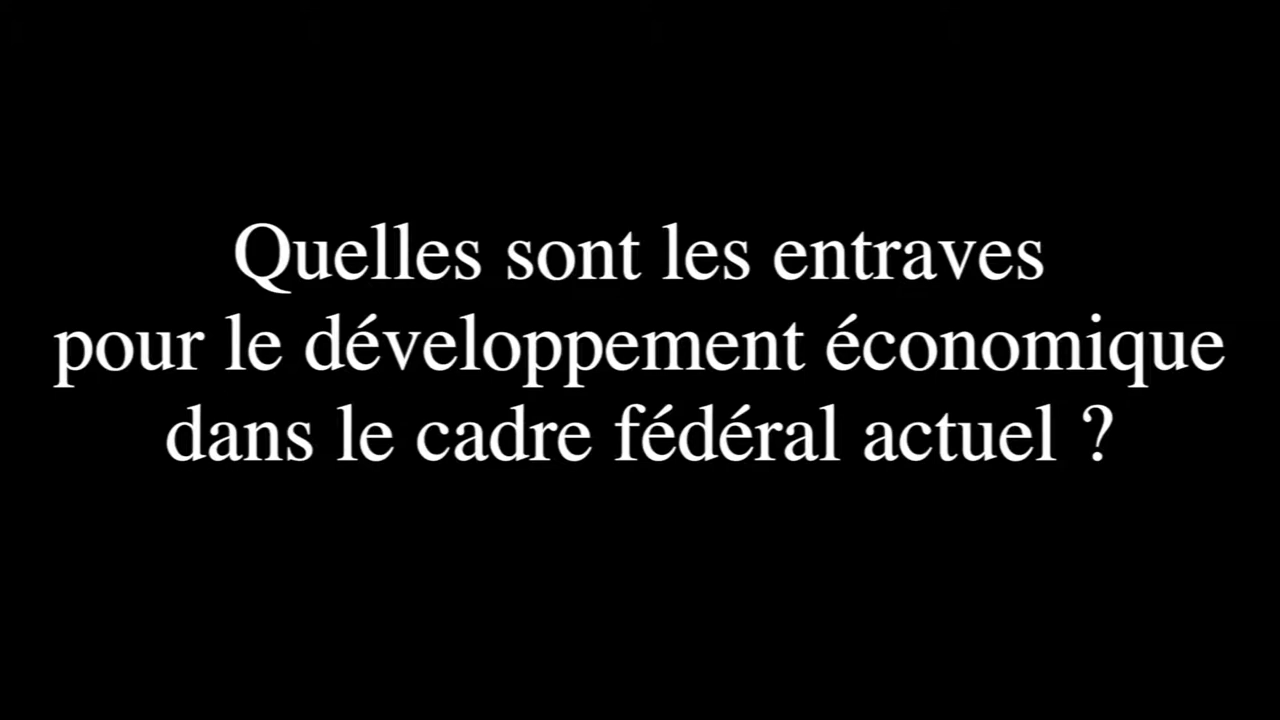 Quelles sont les entraves
pour le développement économique
dans le cadre fédéral actuel ?